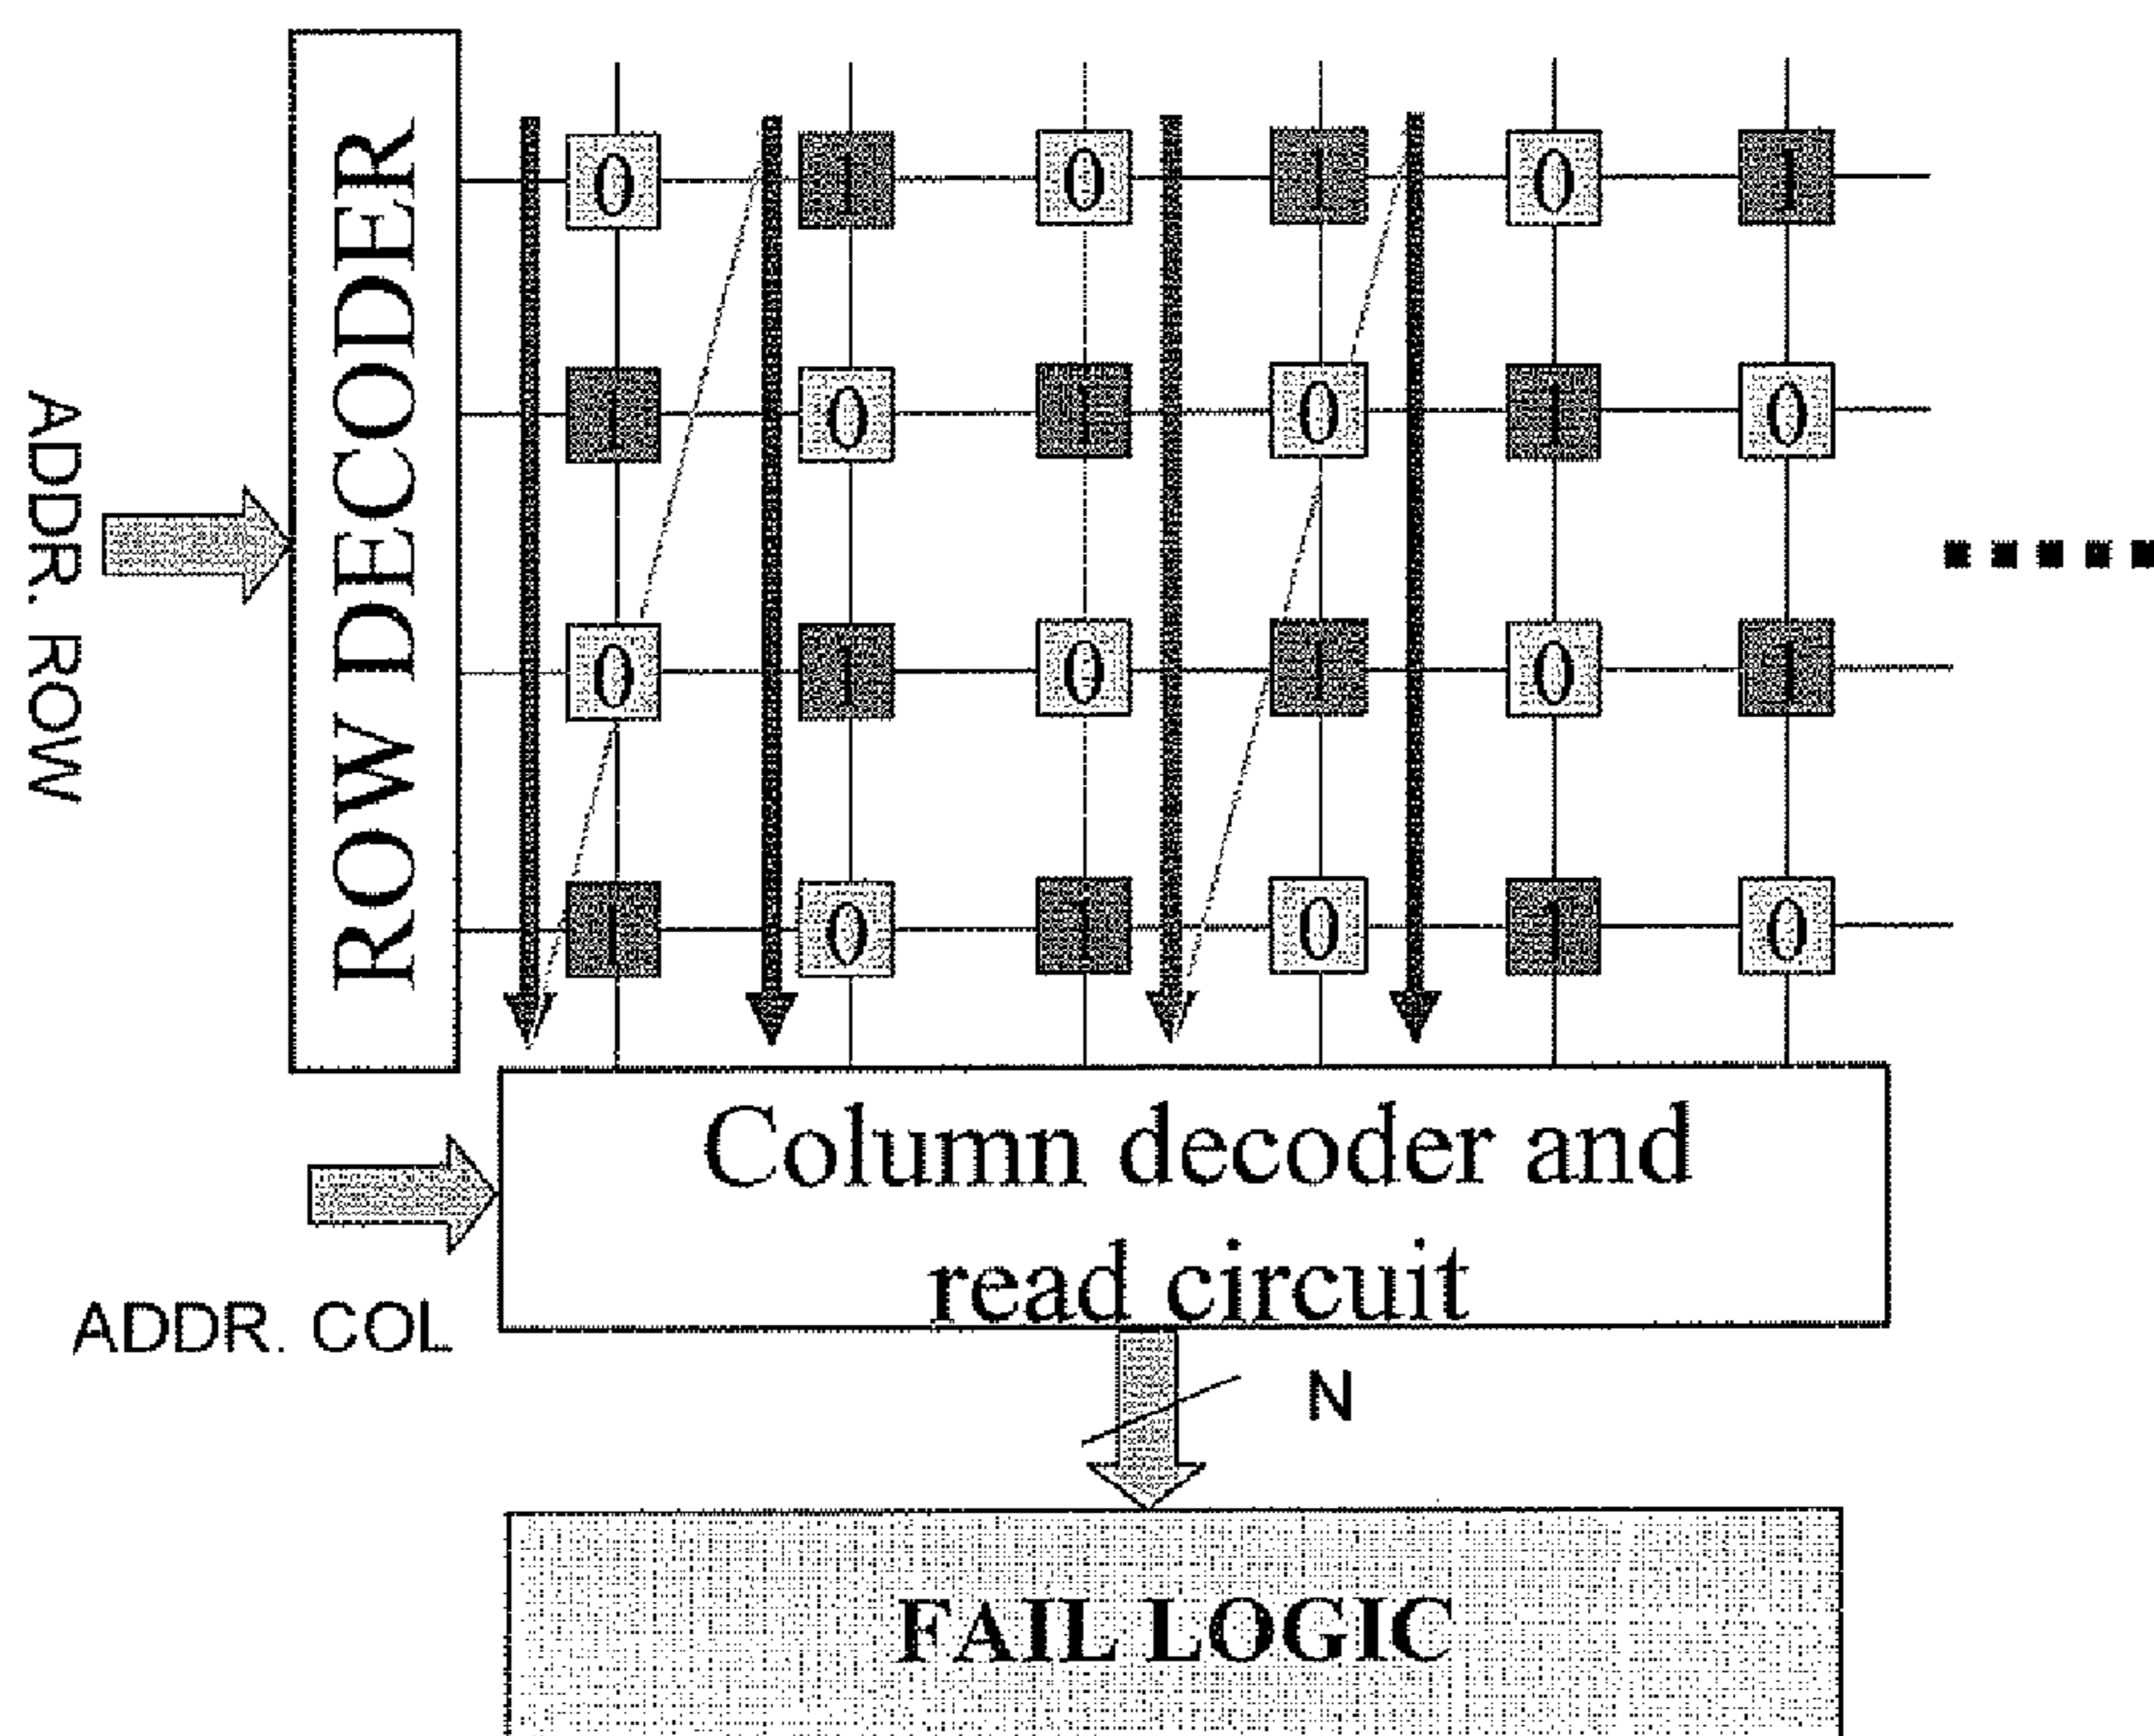 ROW DECODER
ADDR. ROW
0 1 0 1 0 1
1 0 1 0 1 0
0 1 0 1 0 1
1 0 1 0 1 0
Column decoder and
read circuit
ADDR. COL
N
FAIL LOGIC